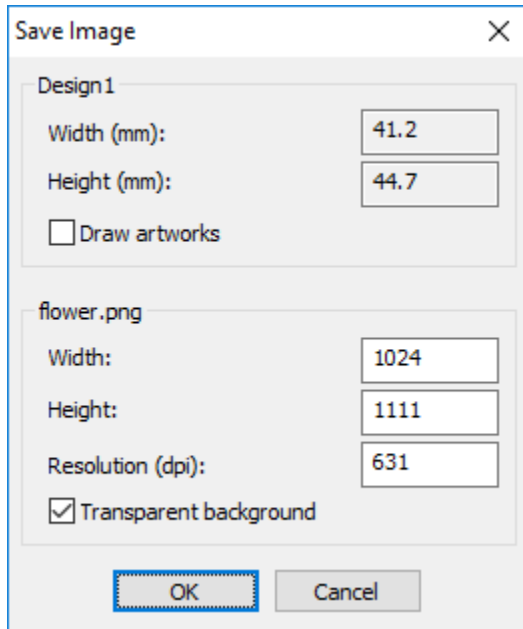 Save Image
Design1
Width (mm): 41.2
Height (mm): 44.7
Draw artworks
flower.png
Width: 1024
Height: 1111
Resolution (dpi): 631
Transparent background
OK Cancel